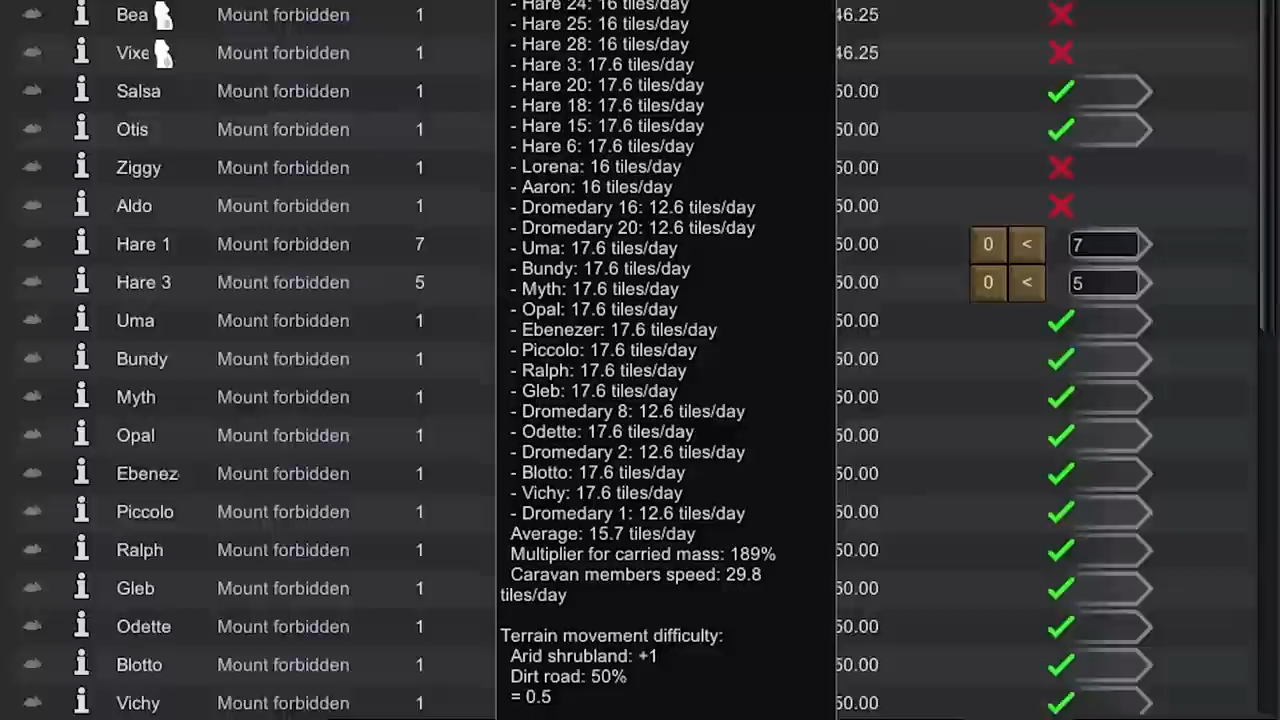 Bea Mount forbidden 1 46.25
Vixe Mount forbidden 1 46.25
Salsa Mount forbidden 1 50.00
Otis Mount forbidden 1 50.00
Ziggy Mount forbidden 1 50.00
Aldo Mount forbidden 1 50.00
Hare 1 Mount forbidden 7 50.00 0 < 7
Hare 3 Mount forbidden 5 50.00 0 < 5
Uma Mount forbidden 1 50.00
Bundy Mount forbidden 1 50.00
Myth Mount forbidden 1 50.00
Opal Mount forbidden 1 50.00
Ebenez Mount forbidden 1 50.00
Piccolo Mount forbidden 1 50.00
Ralph Mount forbidden 1 50.00
Gleb Mount forbidden 1 50.00
Odette Mount forbidden 1 50.00
Blotto Mount forbidden 1 50.00
Vichy Mount forbidden 1 50.00
- Hare 24: 16 tiles/day
- Hare 25: 16 tiles/day
- Hare 28: 16 tiles/day
- Hare 3: 17.6 tiles/day
- Hare 20: 17.6 tiles/day
- Hare 18: 17.6 tiles/day
- Hare 15: 17.6 tiles/day
- Hare 6: 17.6 tiles/day
- Lorena: 16 tiles/day
- Aaron: 16 tiles/day
- Dromedary 16: 12.6 tiles/day
- Dromedary 20: 12.6 tiles/day
- Uma: 17.6 tiles/day
- Bundy: 17.6 tiles/day
- Myth: 17.6 tiles/day
- Opal: 17.6 tiles/day
- Ebenezer: 17.6 tiles/day
- Piccolo: 17.6 tiles/day
- Ralph: 17.6 tiles/day
- Gleb: 17.6 tiles/day
- Dromedary 8: 12.6 tiles/day
- Odette: 17.6 tiles/day
- Dromedary 2: 12.6 tiles/day
- Blotto: 17.6 tiles/day
- Vichy: 17.6 tiles/day
- Dromedary 1: 12.6 tiles/day
Average: 15.7 tiles/day
Multiplier for carried mass: 189%
Caravan members speed: 29.8
tiles/day
Terrain movement difficulty:
Arid shrubland: +1
Dirt road: 50%
= 0.5